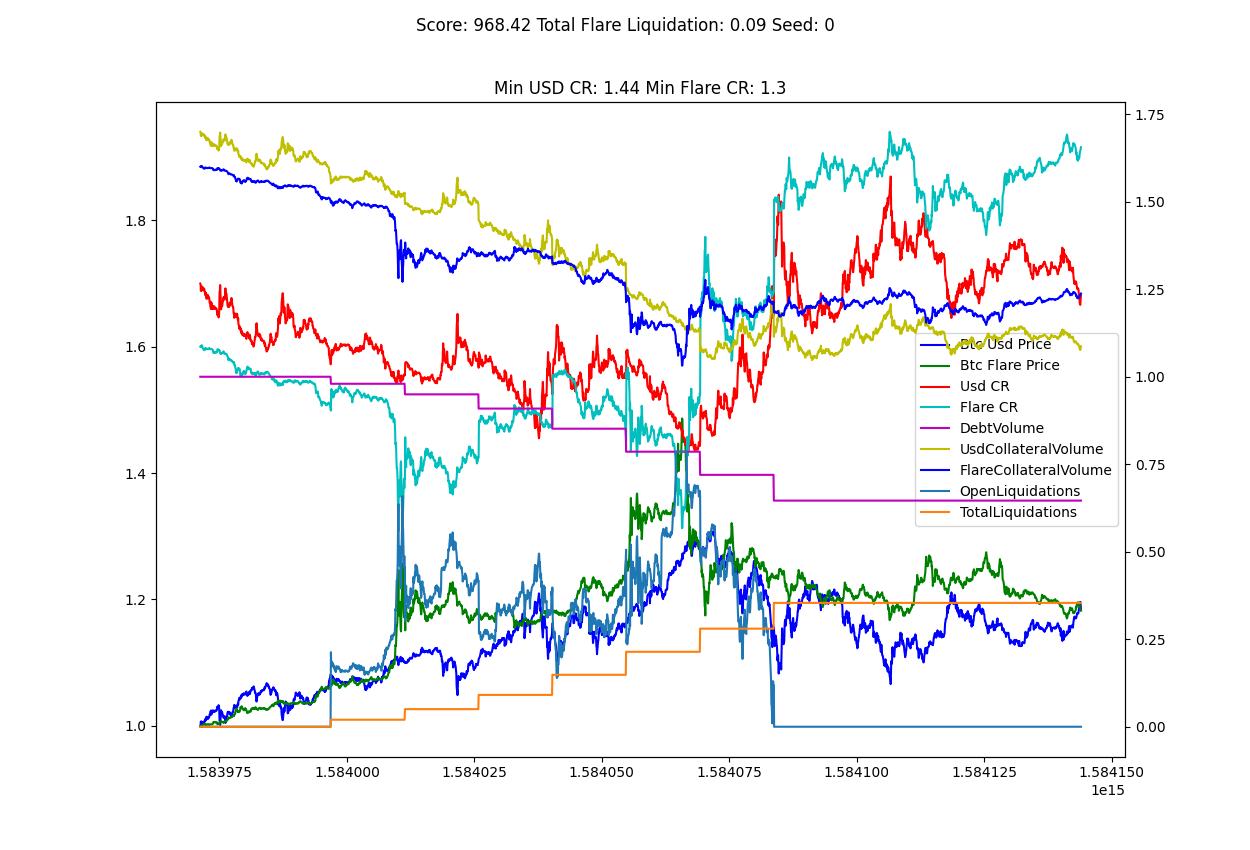 Score: 968.42 Total Flare Liquidation: 0.09 Seed: 0
Min USD CR: 1.44 Min Flare CR: 1.3
1.8
1.6
1.4
1.2
1.0
1.75
1.50
1.25
1.00
0.75
0.50
0.25
0.00
Btc Usd Price
Btc Flare Price
Usd CR
Flare CR
DebtVolume
UsdCollateralVolume
FlareCollateralVolume
OpenLiquidations
TotalLiquidations
1.583975 1.584000 1.584025 1.584050 1.584075 1.584100 1.584125 1.584150
1e15